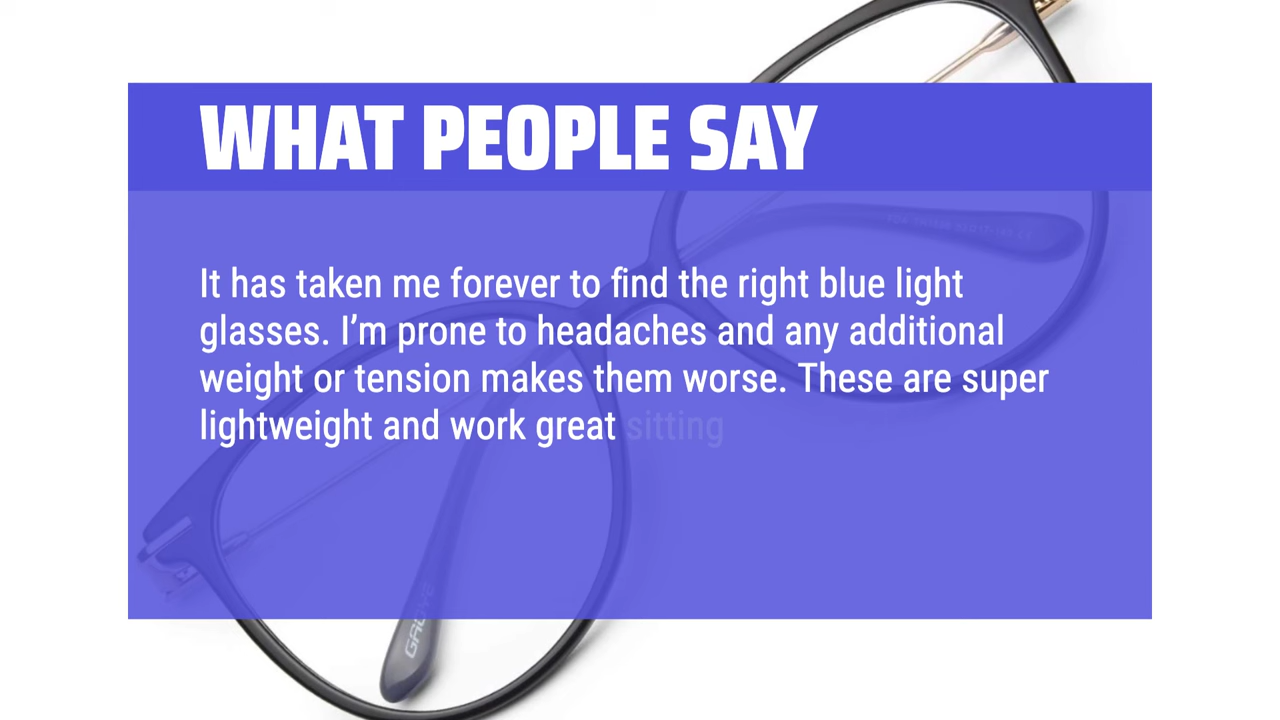 WHAT PEOPLE SAY
It has taken me forever to find the right blue light
glasses. I’m prone to headaches and any additional
weight or tension makes them worse. These are super
lightweight and work great sitting
GAOYE